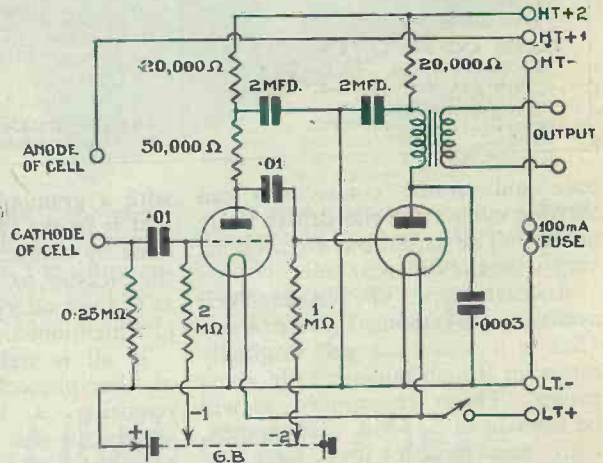 HT+2
HT+1
HT-
20,000Ω
20,000Ω
2MFD.
2MFD.
OUTPUT
ANODE
OF CELL
50,000Ω
·01
·01
CATHODE
OF CELL
100mA
FUSE
0·25MΩ
2
MΩ
1
MΩ
·0003
LT.-
LT+
-1
-2
+
-
G.B